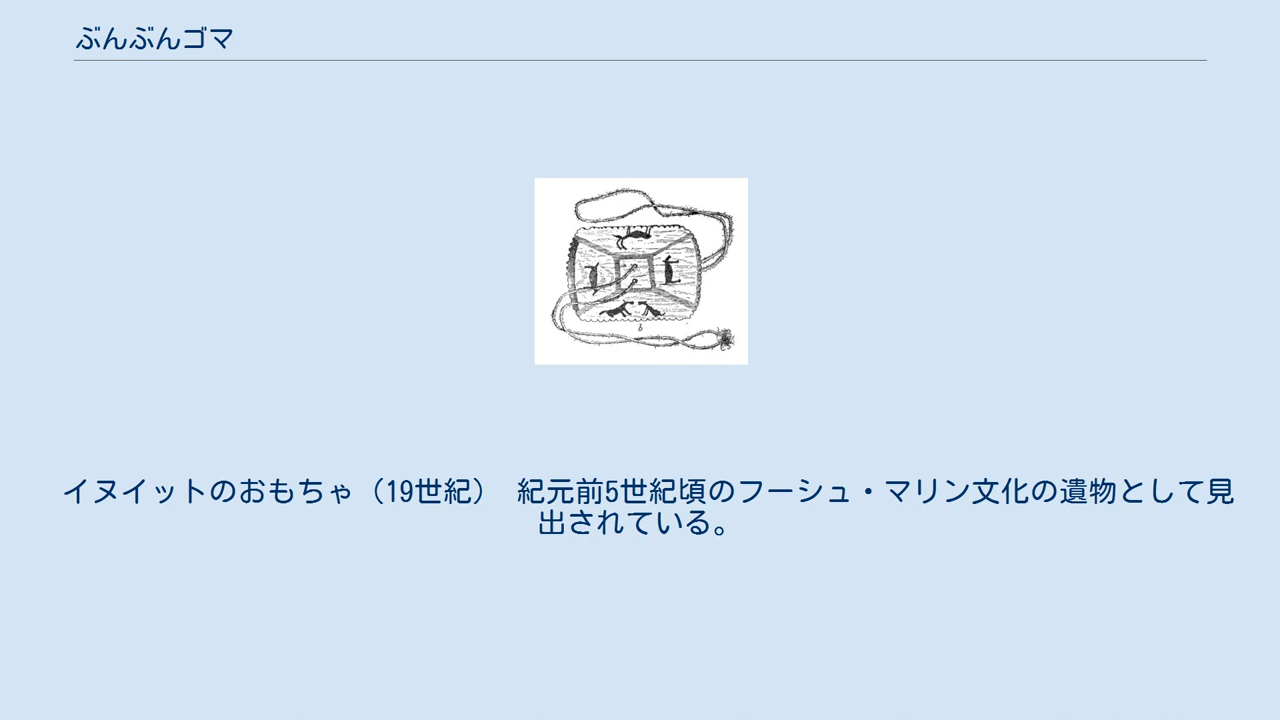 ぶんぶんゴマ
イヌイットのおもちゃ（19世紀）　紀元前5世紀頃のフーシュ・マリン文化の遺物として見
出されている。